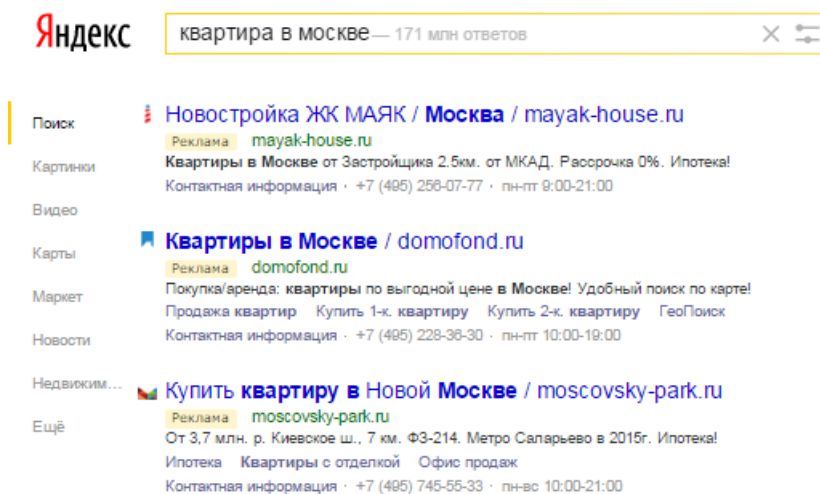 Яндекс
квартира в москве — 171 млн ответов
Поиск
Картинки
Видео
Карты
Маркет
Новости
Недвижим...
Ещё
Новостройка ЖК МАЯК / Москва / mayak-house.ru
Реклама mayak-house.ru
Квартиры в Москве от Застройщика 2.5км. от МКАД. Рассрочка 0%. Ипотека!
Контактная информация · +7 (495) 256-07-77 · пн-пт 9:00-21:00
Квартиры в Москве / domofond.ru
Реклама domofond.ru
Покупка/аренда: квартиры по выгодной цене в Москве! Удобный поиск по карте!
Продажа квартир Купить 1-к. квартиру Купить 2-к. квартиру ГеоПоиск
Контактная информация · +7 (495) 228-36-30 · пн-пт 10:00-19:00
Купить квартиру в Новой Москве / moscovsky-park.ru
Реклама moscovsky-park.ru
От 3,7 млн. р. Киевское ш., 7 км. ФЗ-214. Метро Саларьево в 2015г. Ипотека!
Ипотека Квартиры с отделкой Офис продаж
Контактная информация · +7 (495) 745-55-33 · пн-вс 10:00-21:00